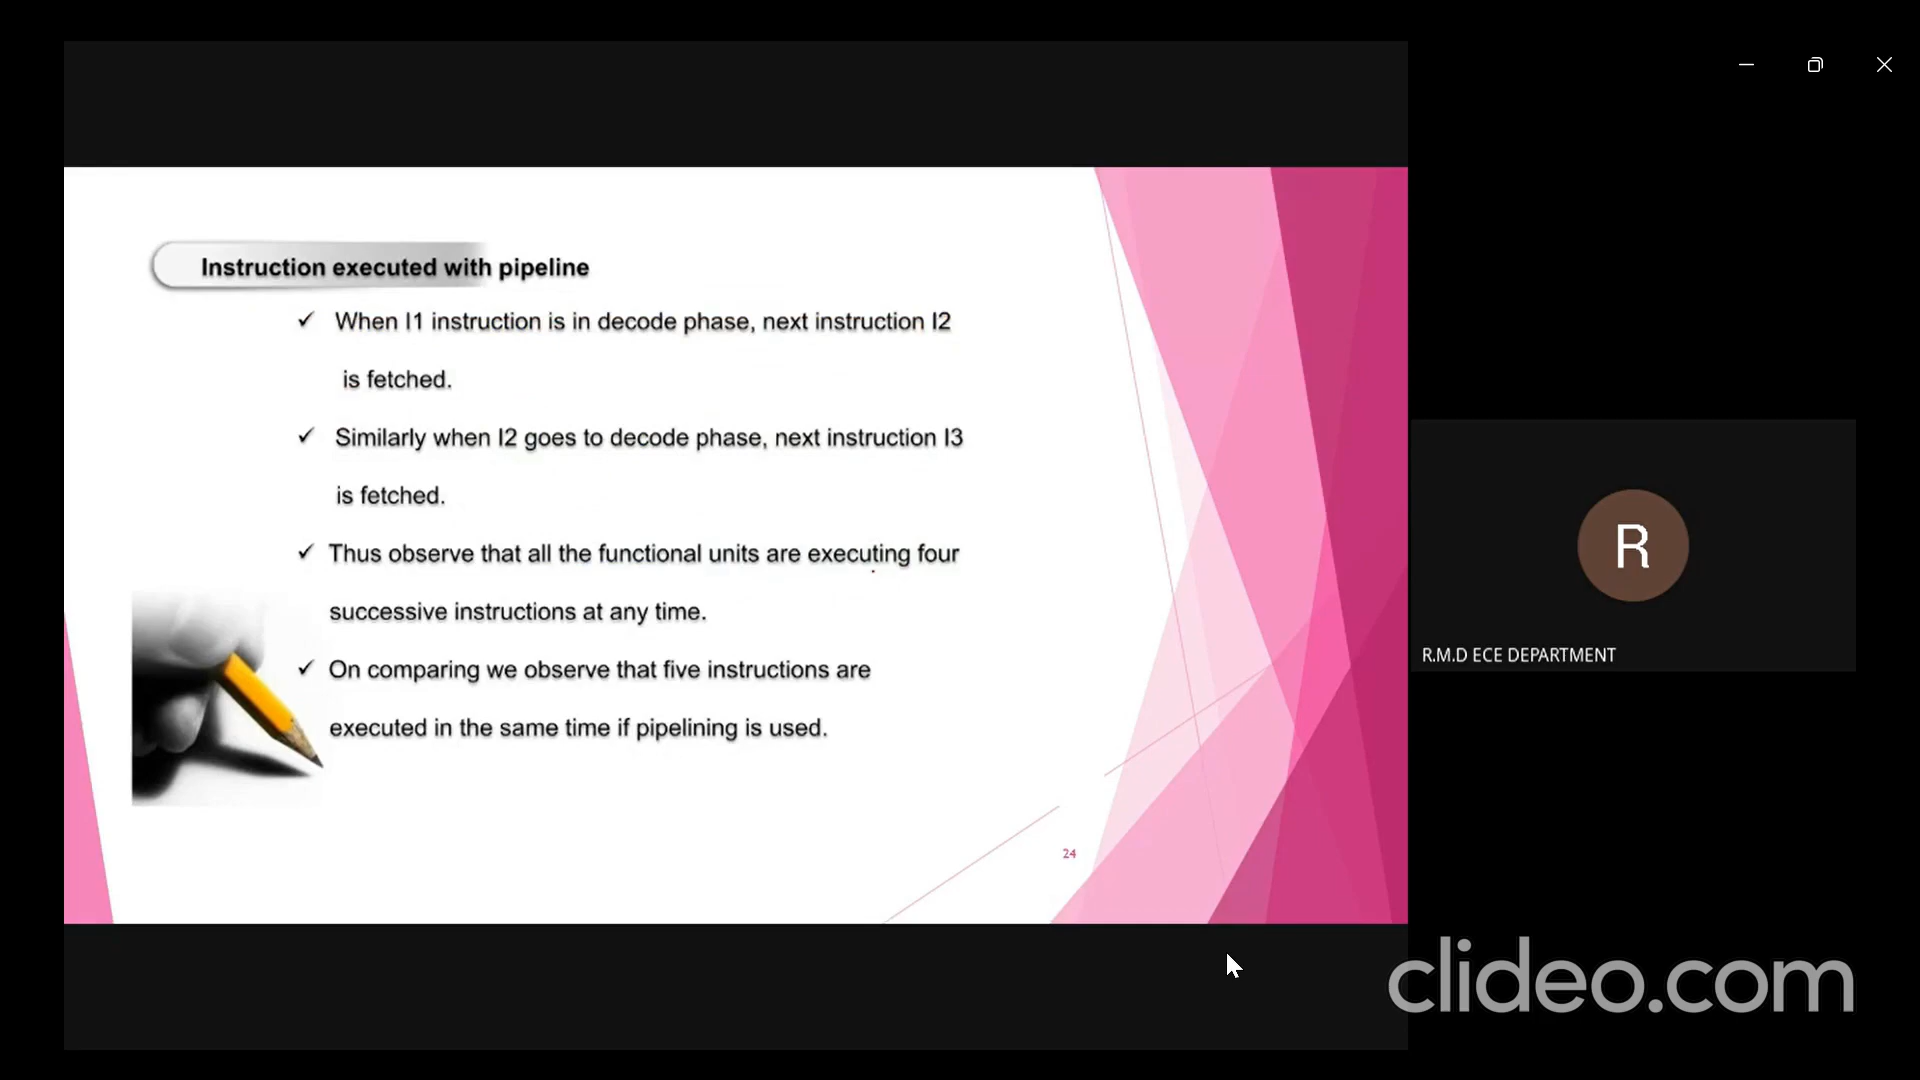 Instruction executed with pipeline
✓ When I1 instruction is in decode phase, next instruction I2
is fetched.
✓ Similarly when I2 goes to decode phase, next instruction I3
is fetched.
✓ Thus observe that all the functional units are executing four
successive instructions at any time.
✓ On comparing we observe that five instructions are
executed in the same time if pipelining is used.
24
R
R.M.D ECE DEPARTMENT
clideo.com